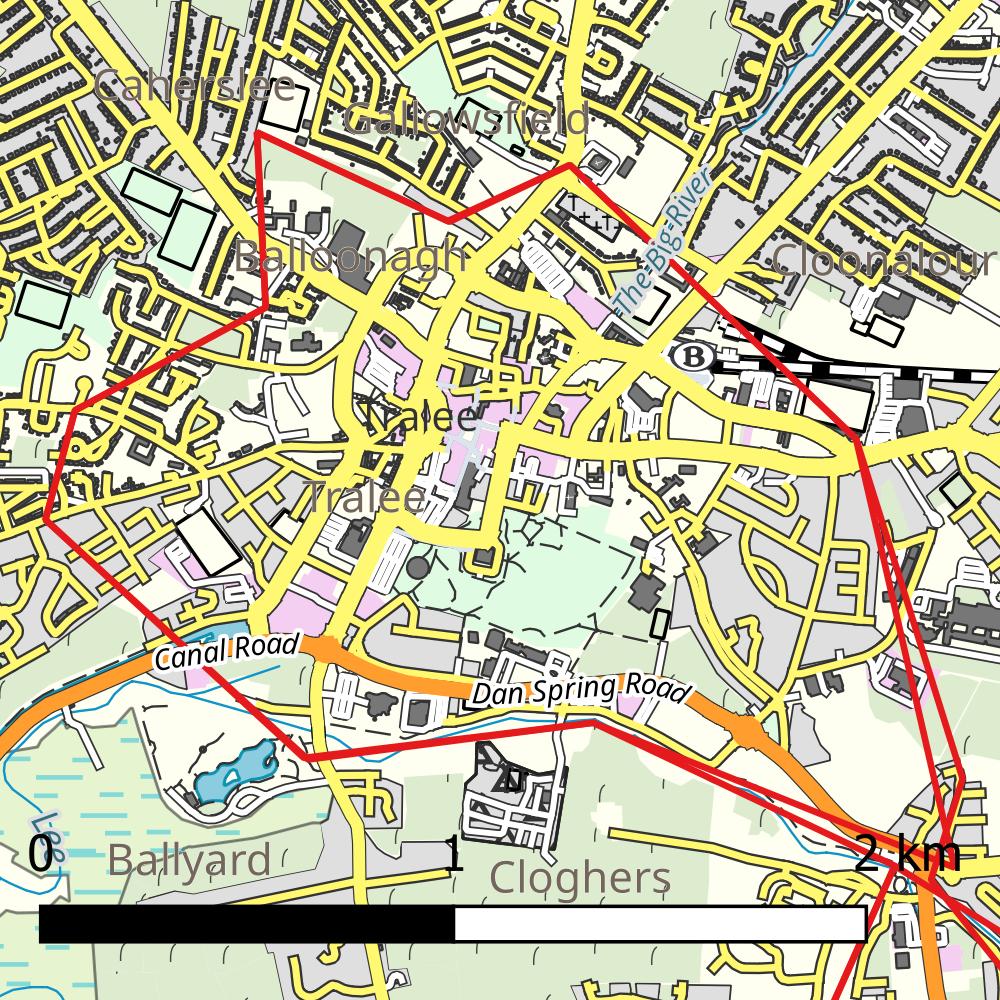 Caherslee
Gallowsfield
The-Big-River
Balloonagh
Cloonalour
B
Tralee
Tralee
Canal Road
Dan Spring Road
Lee
0
1
2 km
Ballyard
Cloghers